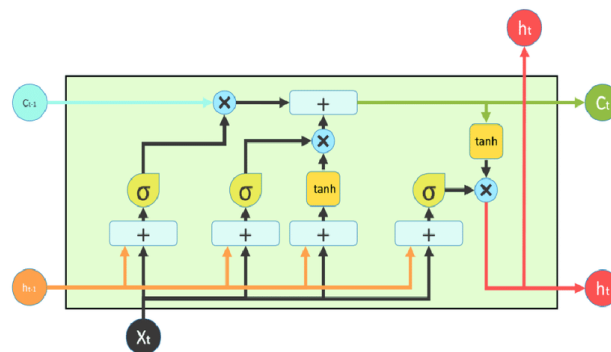 hₜ
Cₜ₋₁
×
+
Cₜ
×
tanh
σ
σ
tanh
σ
×
+
+
+
+
hₜ₋₁
hₜ
Xₜ